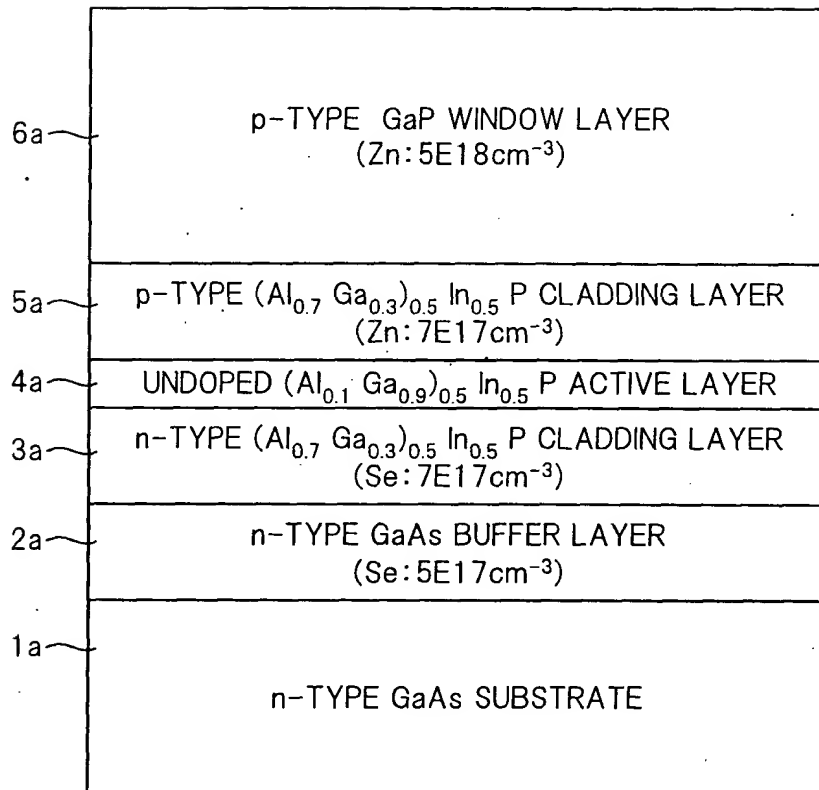 6a
p-TYPE GaP WINDOW LAYER
(Zn:5E18cm⁻³)
5a
p-TYPE (Al₀.₇ Ga₀.₃)₀.₅ In₀.₅ P CLADDING LAYER
(Zn:7E17cm⁻³)
4a
UNDOPED (Al₀.₁ Ga₀.₉)₀.₅ In₀.₅ P ACTIVE LAYER
3a
n-TYPE (Al₀.₇ Ga₀.₃)₀.₅ In₀.₅ P CLADDING LAYER
(Se:7E17cm⁻³)
2a
n-TYPE GaAs BUFFER LAYER
(Se:5E17cm⁻³)
1a
n-TYPE GaAs SUBSTRATE